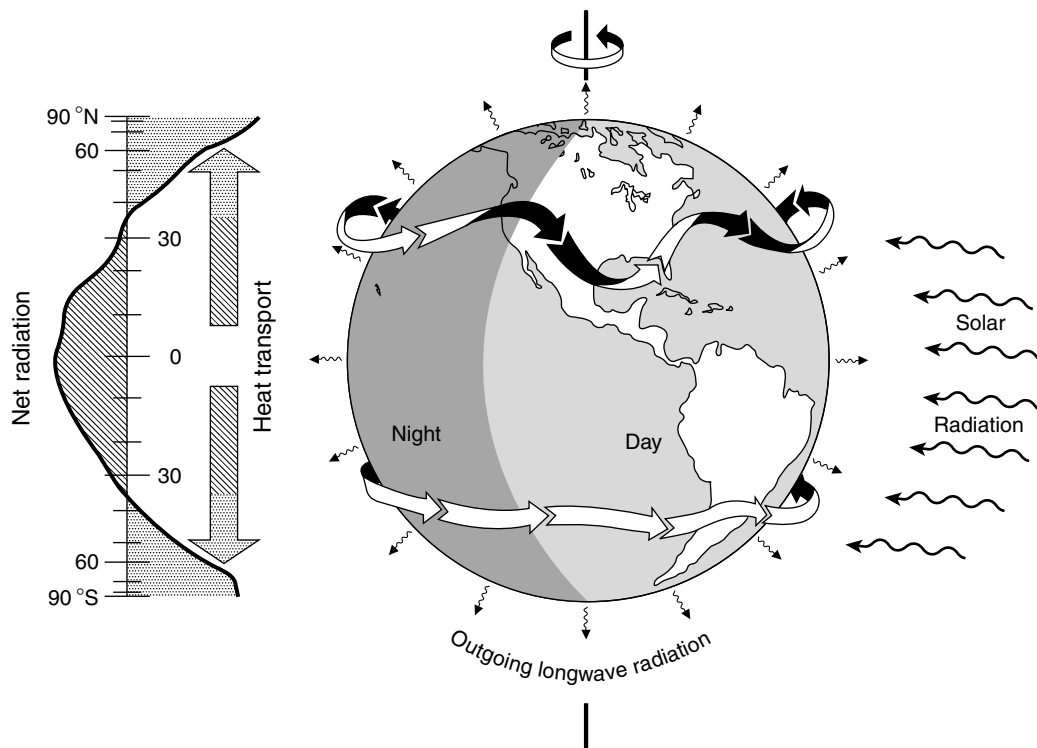 90 °N
60
30
0
30
60
90 °S
Net radiation
Heat transport
Night
Day
Solar
Radiation
Outgoing longwave radiation